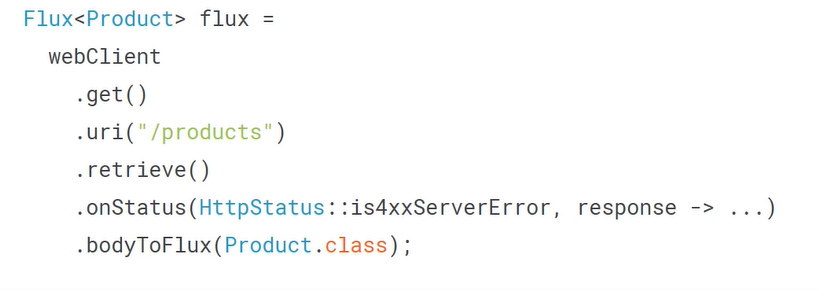 Flux<Product> flux =
webClient
.get()
.uri("/products")
.retrieve()
.onStatus(HttpStatus::is4xxServerError, response -> ...)
.bodyToFlux(Product.class);